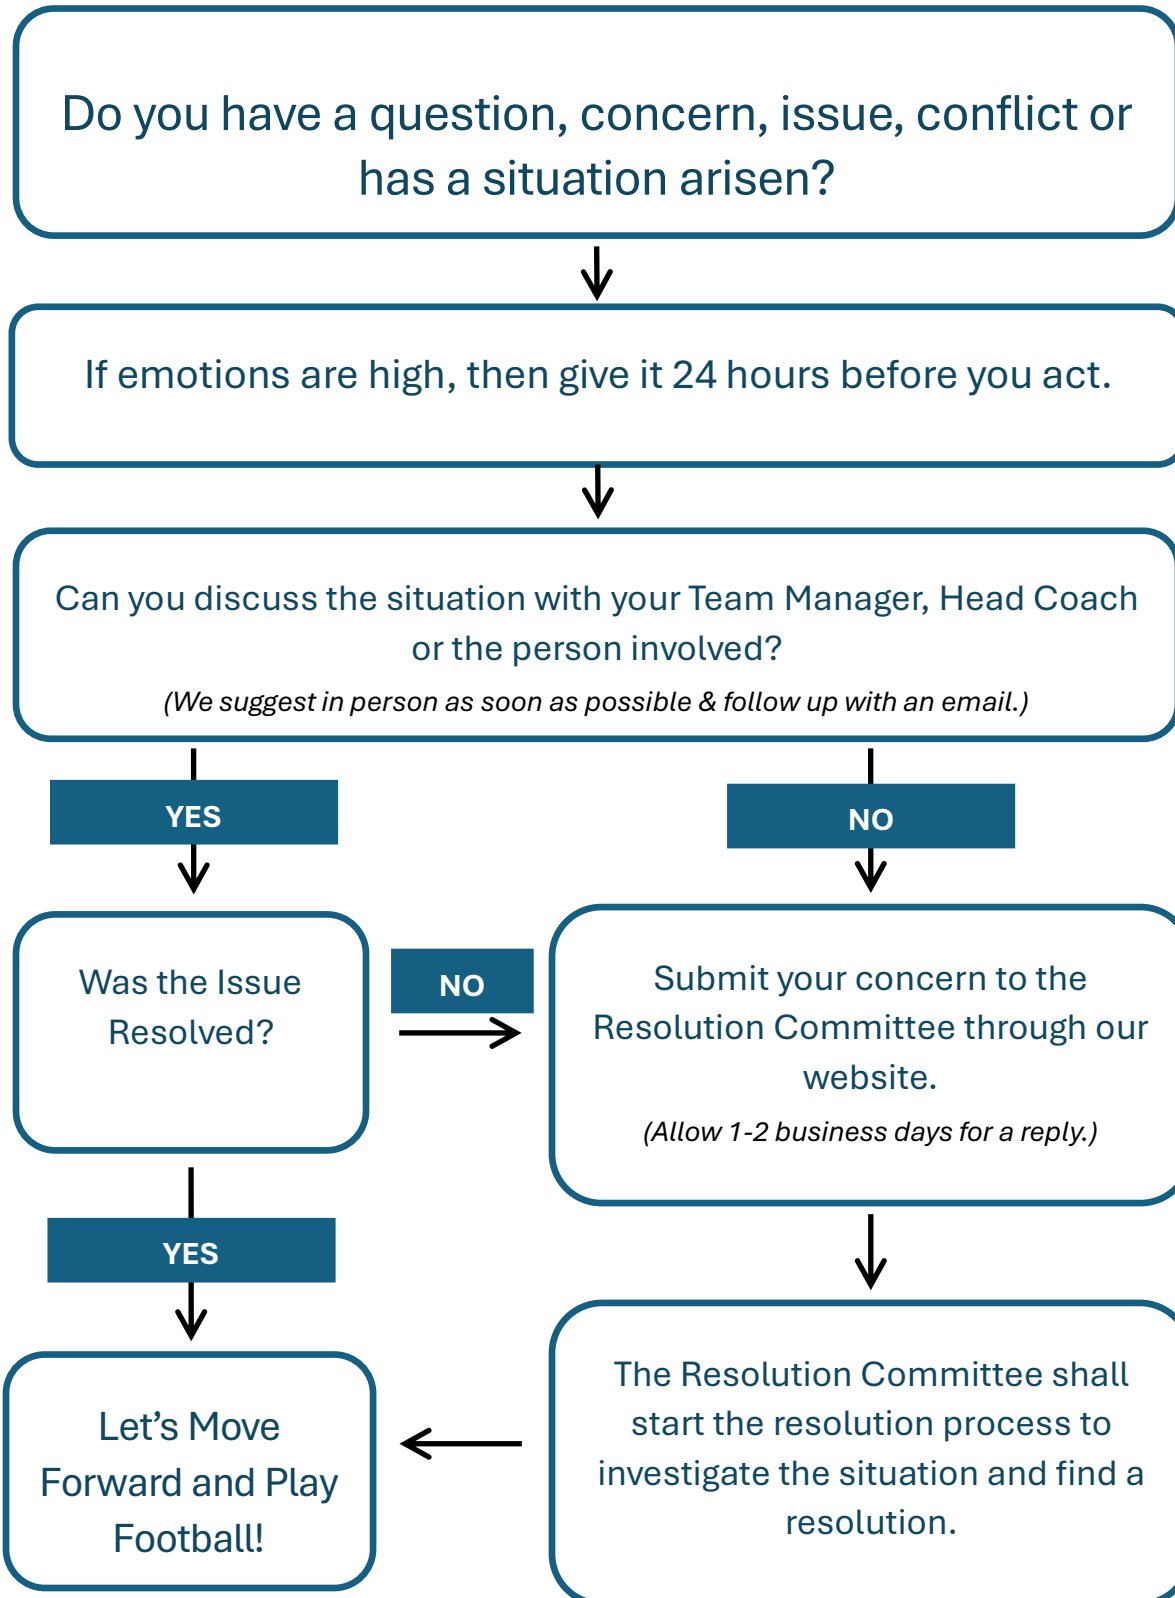 Do you have a question, concern, issue, conflict or
has a situation arisen?
If emotions are high, then give it 24 hours before you act.
Can you discuss the situation with your Team Manager, Head Coach
or the person involved?
(We suggest in person as soon as possible & follow up with an email.)
YES
NO
Was the Issue
Resolved?
NO
Submit your concern to the
Resolution Committee through our
website.
(Allow 1-2 business days for a reply.)
YES
Let’s Move
Forward and Play
Football!
The Resolution Committee shall
start the resolution process to
investigate the situation and find a
resolution.